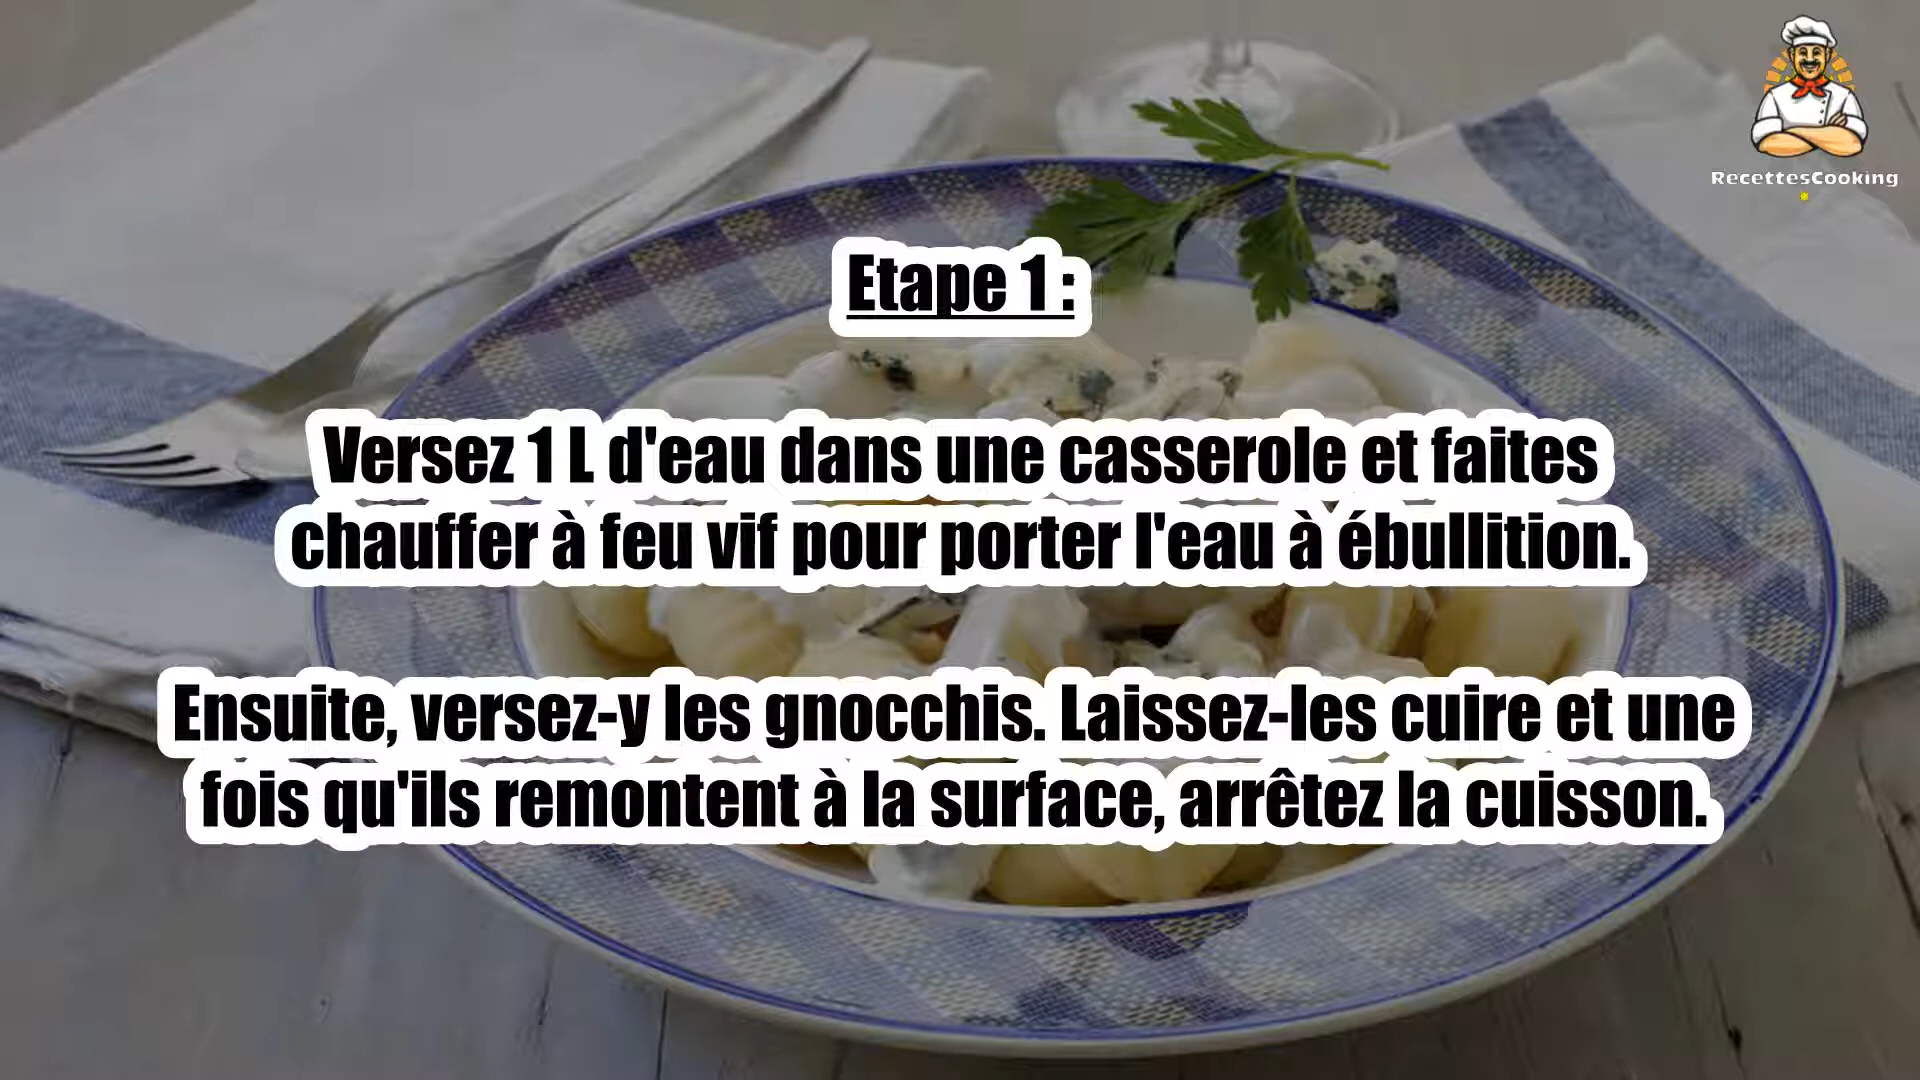 RecettesCooking
Etape 1 :
Versez 1 L d'eau dans une casserole et faites
chauffer à feu vif pour porter l'eau à ébullition.
Ensuite, versez-y les gnocchis. Laissez-les cuire et une
fois qu'ils remontent à la surface, arrêtez la cuisson.